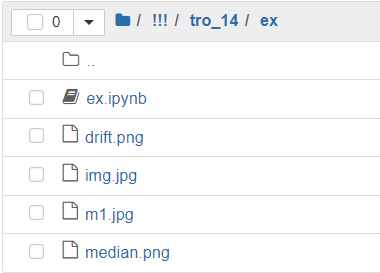 0 / !!! / tro_14 / ex
..
ex.ipynb
drift.png
img.jpg
m1.jpg
median.png